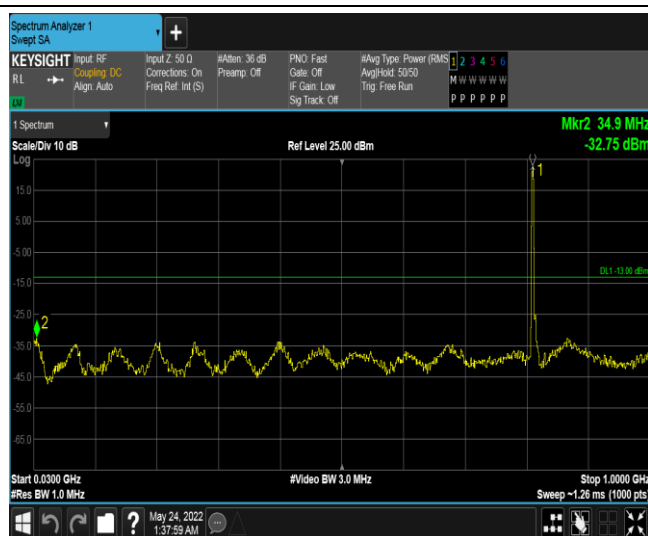 Spectrum Analyzer 1
Swept SA
+
KEYSIGHT
RL
LXI
Input: RF
Coupling: DC
Align: Auto
Input Z: 50 Ω
Corrections: On
Freq Ref: Int (S)
#Atten: 36 dB
Preamp: Off
PNO: Fast
Gate: Off
IF Gain: Low
Sig Track: Off
#Avg Type: Power (RMS
Avg|Hold: 50/50
Trig: Free Run
1 2 3 4 5 6
M W W W W W
P P P P P P
1 Spectrum
Scale/Div 10 dB
Log
Ref Level 25.00 dBm
Mkr2 34.9 MHz
-32.75 dBm
15.0
5.00
-5.00
-15.0
-25.0
-35.0
-45.0
-55.0
-65.0
1
DL1 -13.00 dBm
2
Start 0.0300 GHz
#Res BW 1.0 MHz
#Video BW 3.0 MHz
Stop 1.0000 GHz
Sweep ~1.26 ms (1000 pts)
?
May 24, 2022
1:37:59 AM